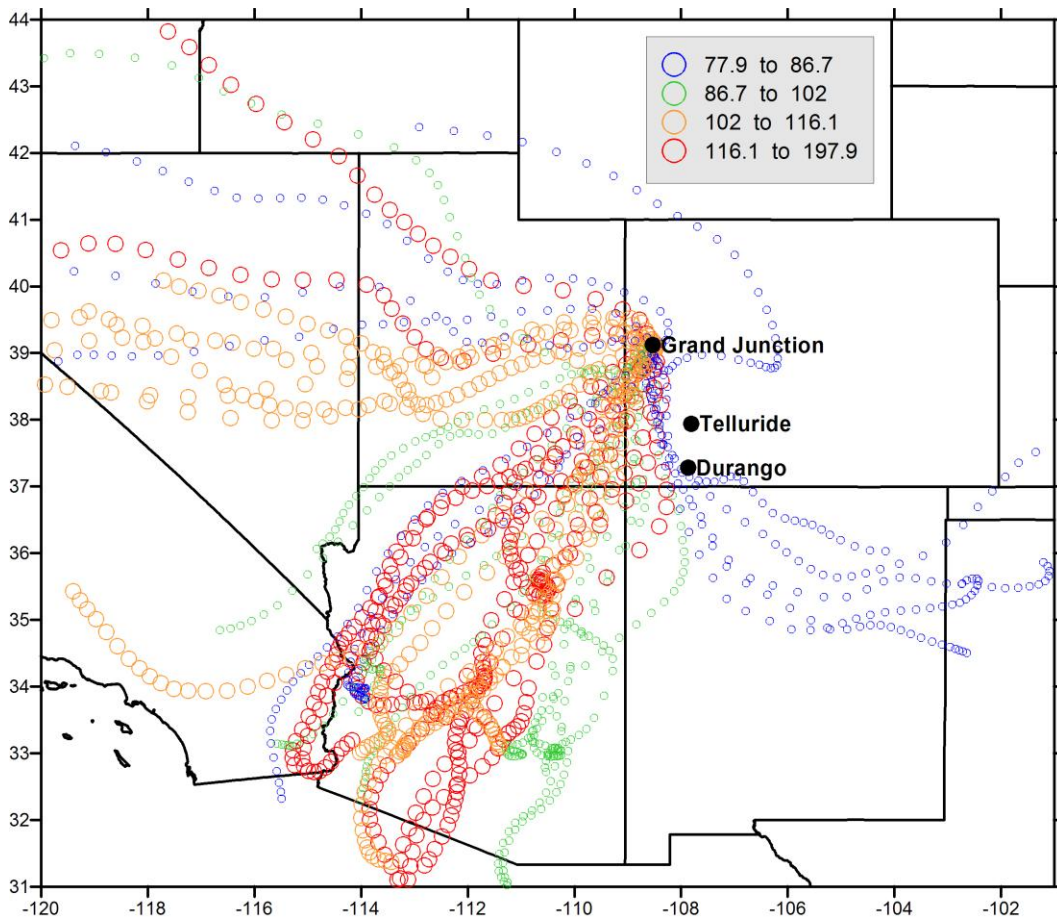 44
43
42
41
40
39
38
37
36
35
34
33
32
31
77.9 to 86.7
86.7 to 102
102 to 116.1
116.1 to 197.9
Grand Junction
Telluride
Durango
-120 -118 -116 -114 -112 -110 -108 -106 -104 -102